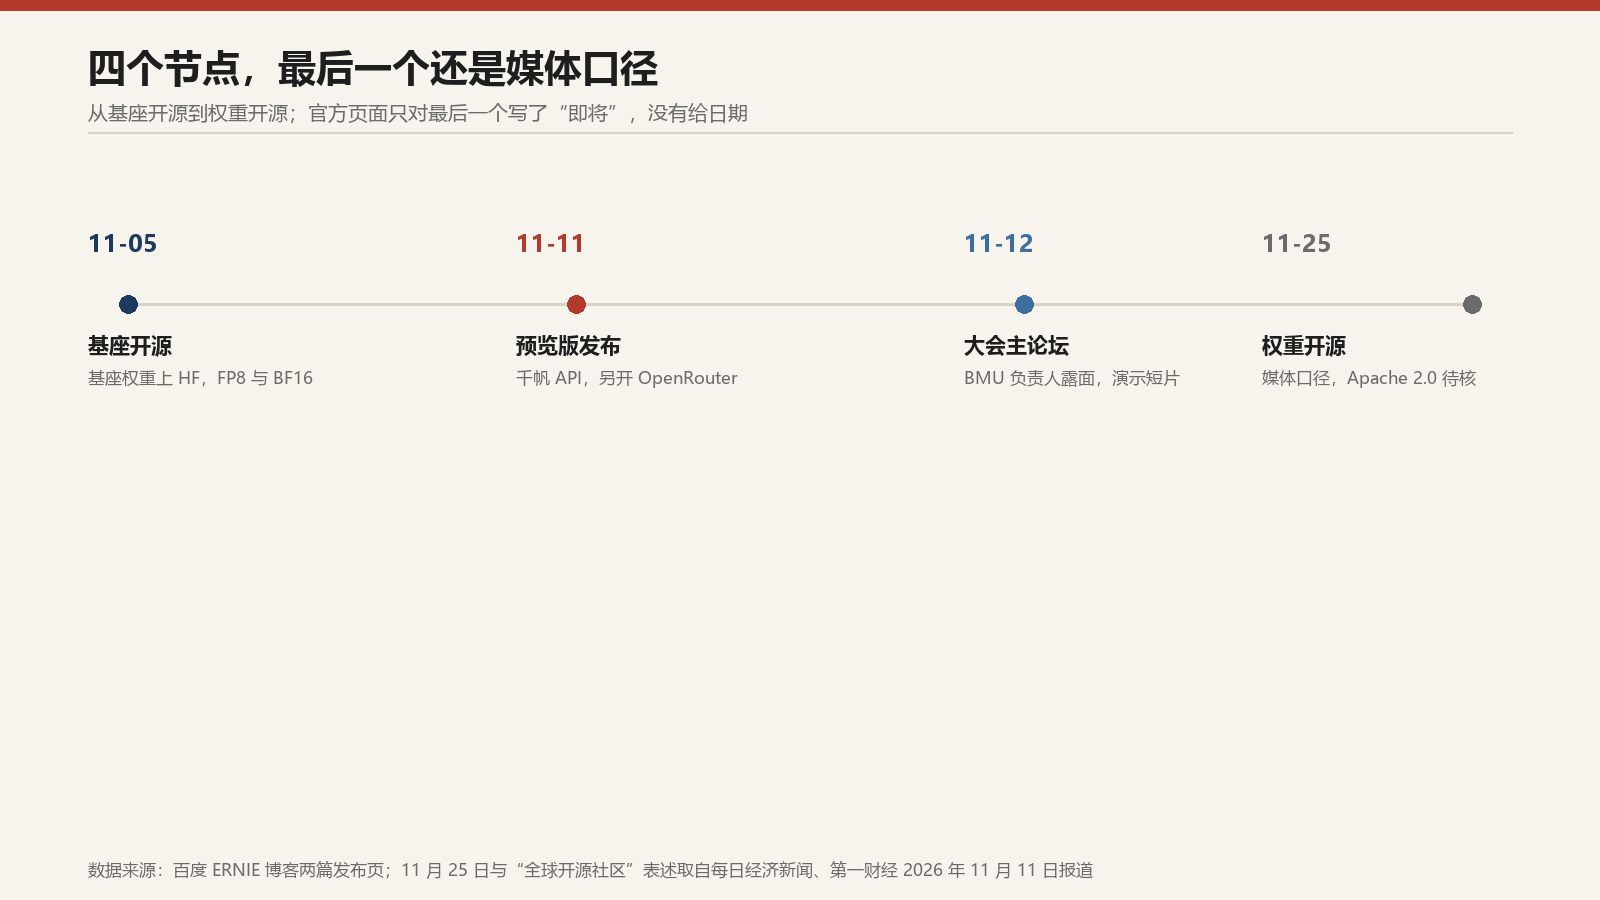 四个节点，最后一个还是媒体口径
从基座开源到权重开源；官方页面只对最后一个写了“即将”，没有给日期
11-05
11-11
11-12
11-25
基座开源
预览版发布
大会主论坛
权重开源
基座权重上 HF，FP8 与 BF16
千帆 API，另开 OpenRouter
BMU 负责人露面，演示短片
媒体口径，Apache 2.0 待核
数据来源：百度 ERNIE 博客两篇发布页；11 月 25 日与“全球开源社区”表述取自每日经济新闻、第一财经 2026 年 11 月 11 日报道